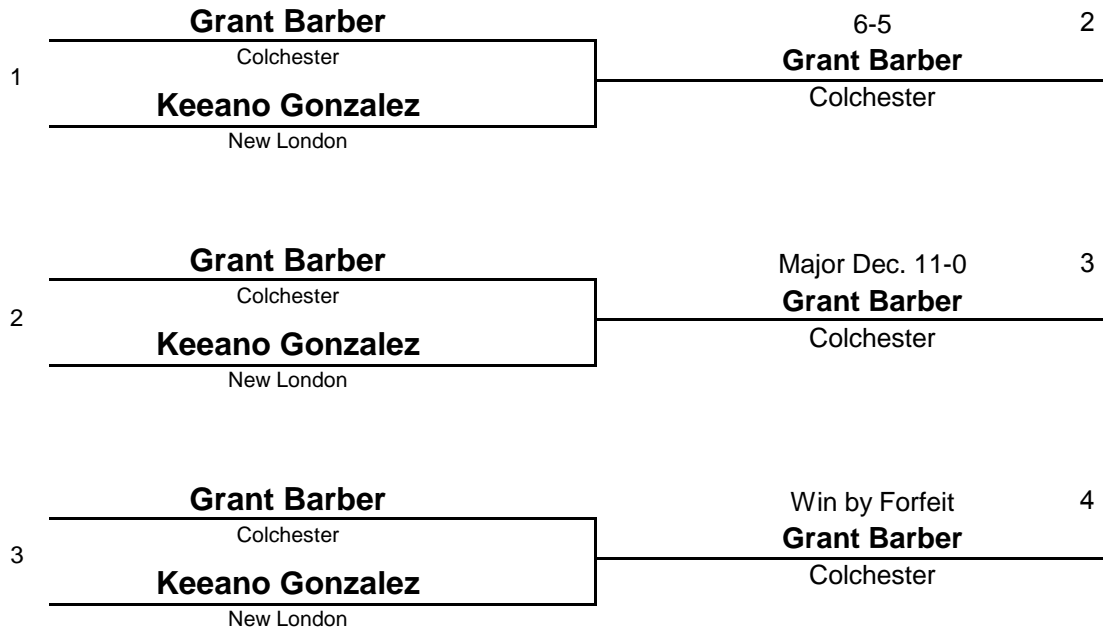 Grant Barber
6-5
2
Colchester
Grant Barber
1
Keeano Gonzalez
Colchester
New London
Grant Barber
Major Dec. 11-0
3
Colchester
Grant Barber
2
Keeano Gonzalez
Colchester
New London
Grant Barber
Win by Forfeit
4
Colchester
Grant Barber
3
Keeano Gonzalez
Colchester
New London